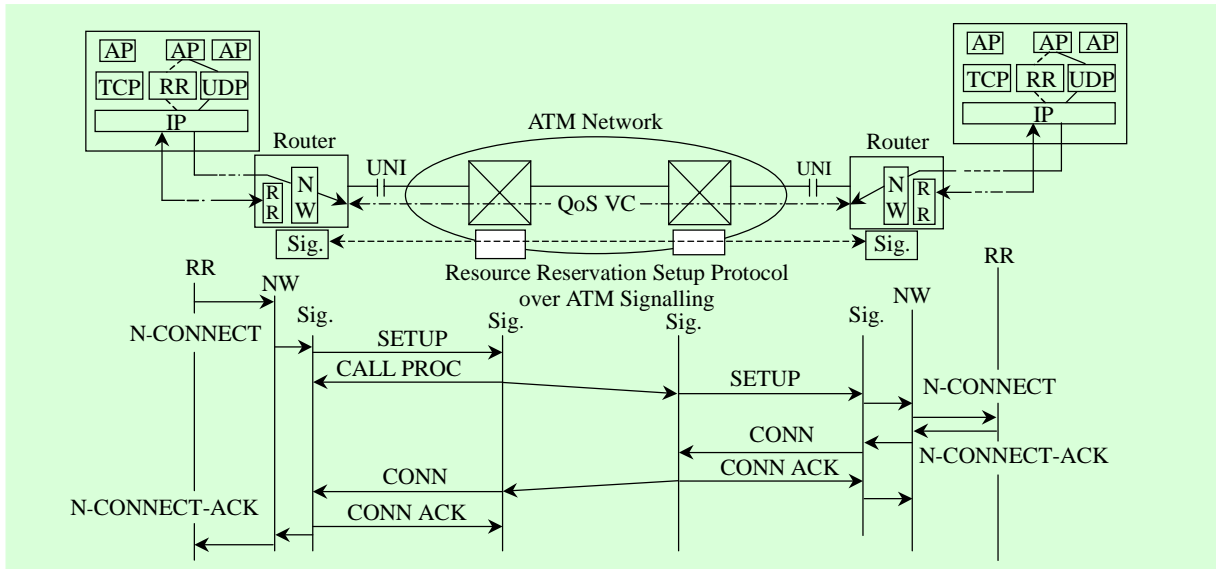 AP AP AP
TCP RR UDP
IP
Router
UNI
R R
N W
Sig.
ATM Network
QoS VC
AP AP AP
TCP RR UDP
IP
Router
UNI
N W
R R
Sig.
Resource Reservation Setup Protocol
over ATM Signalling
RR
NW
Sig.
Sig.
Sig.
Sig.
NW
RR
N-CONNECT
SETUP
CALL PROC
SETUP
N-CONNECT
CONN
N-CONNECT-ACK
CONN ACK
CONN
N-CONNECT-ACK
CONN ACK